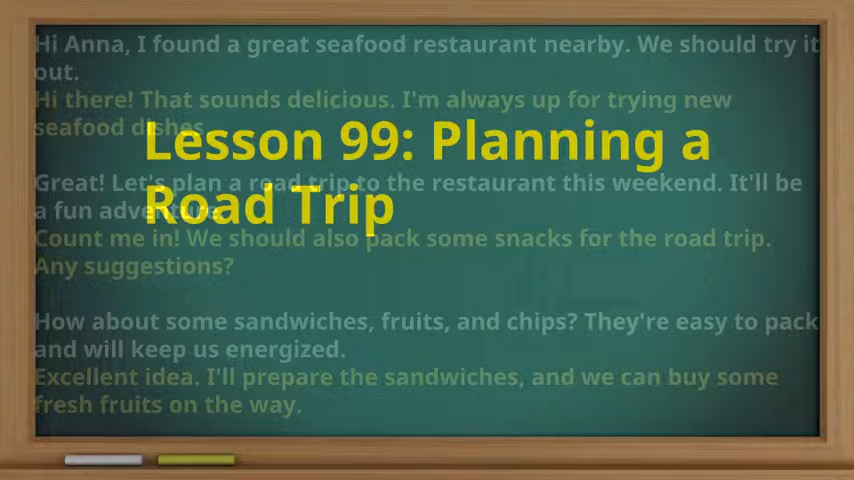 Hi Anna, I found a great seafood restaurant nearby. We should try it
out.
Hi there! That sounds delicious. I'm always up for trying new
seafood dishes.
Lesson 99: Planning a
Great! Let's plan a road trip to the restaurant this weekend. It'll be
a fun adventure.
Road Trip
Count me in! We should also pack some snacks for the road trip.
Any suggestions?
How about some sandwiches, fruits, and chips? They're easy to pack
and will keep us energized.
Excellent idea. I'll prepare the sandwiches, and we can buy some
fresh fruits on the way.